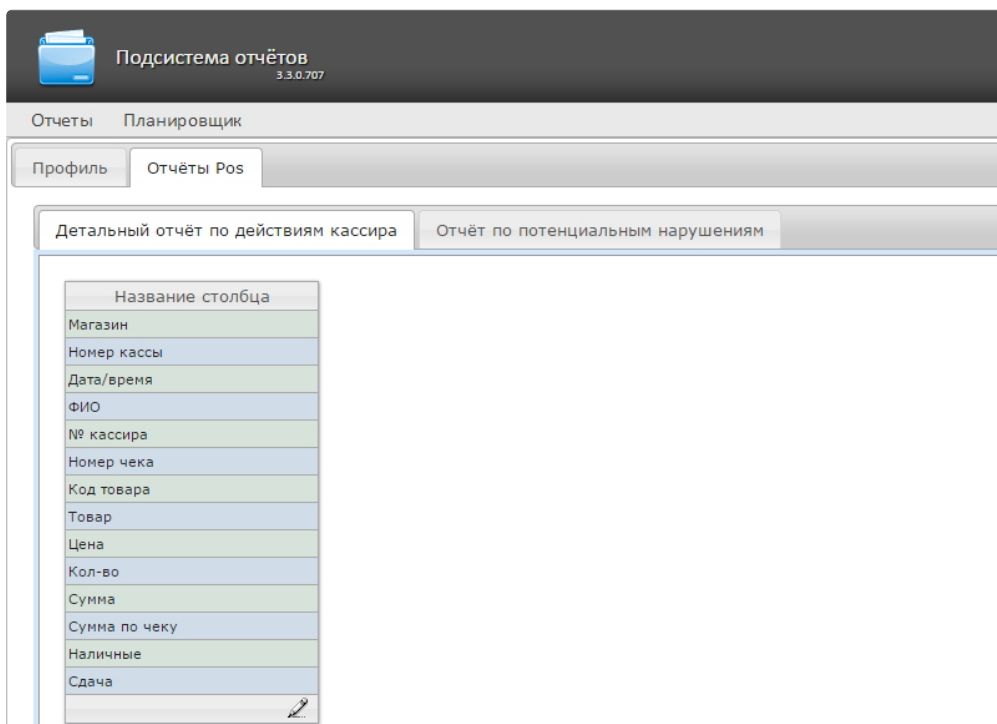 Подсистема отчётов
3.3.0.707
Отчеты Планировщик
Профиль Отчёты Pos
Детальный отчёт по действиям кассира Отчёт по потенциальным нарушениям
Название столбца
Магазин
Номер кассы
Дата/время
ФИО
№ кассира
Номер чека
Код товара
Товар
Цена
Кол-во
Сумма
Сумма по чеку
Наличные
Сдача